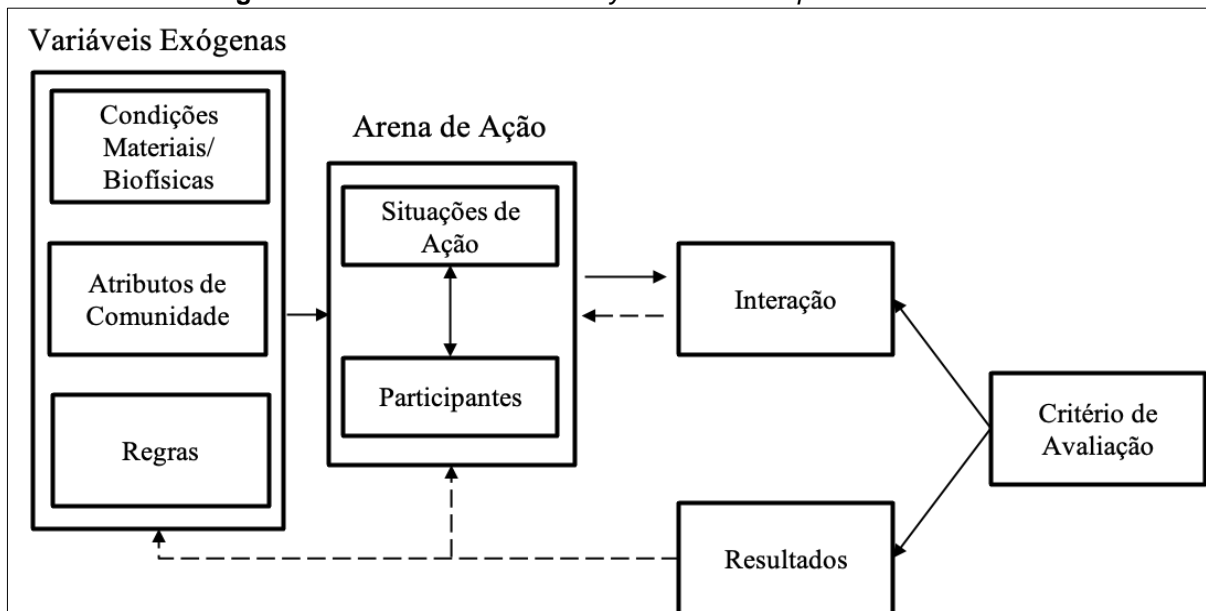 Variáveis Exógenas
Condições
Materiais/
Biofísicas
Atributos de
Comunidade
Regras
Arena de Ação
Situações de
Ação
Participantes
Interação
Resultados
Critério de
Avaliação